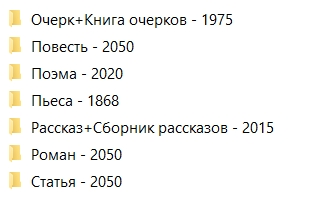 Очерк+Книга очерков - 1975
Повесть - 2050
Поэма - 2020
Пьеса - 1868
Рассказ+Сборник рассказов - 2015
Роман - 2050
Статья - 2050